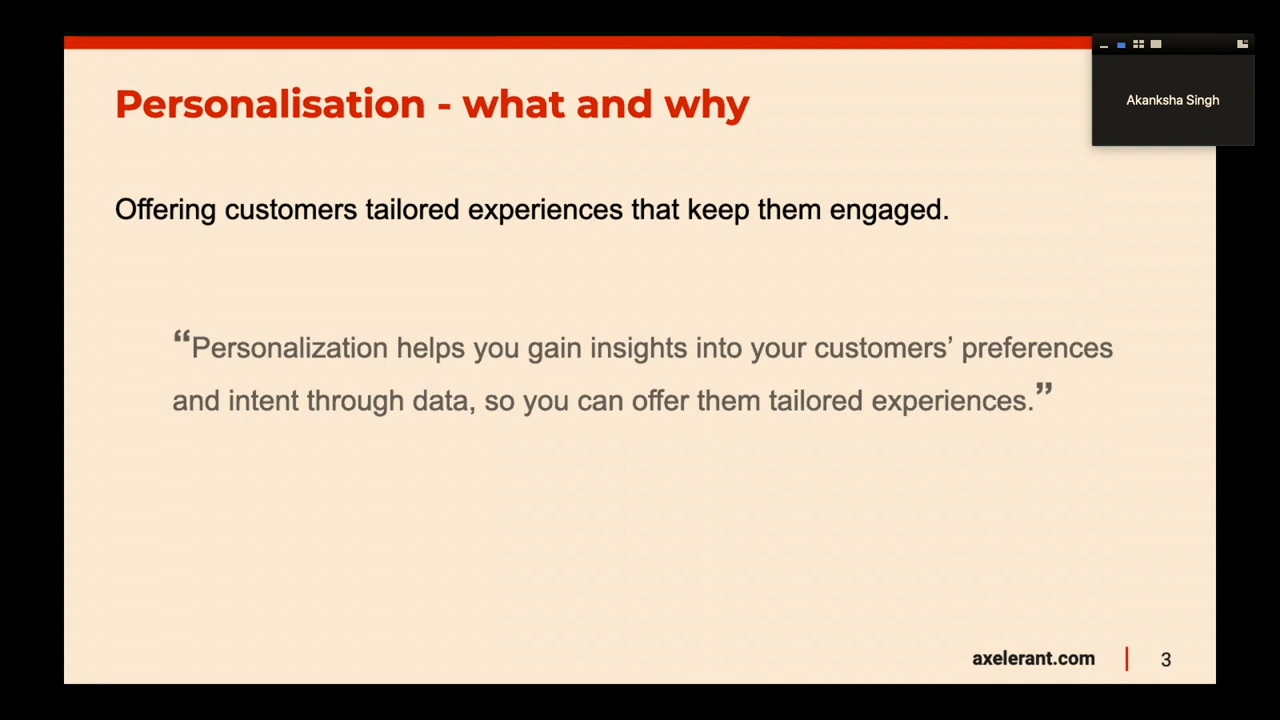 Personalisation - what and why
Akanksha Singh
Offering customers tailored experiences that keep them engaged.
“Personalization helps you gain insights into your customers’ preferences
and intent through data, so you can offer them tailored experiences.”
axelerant.com
3